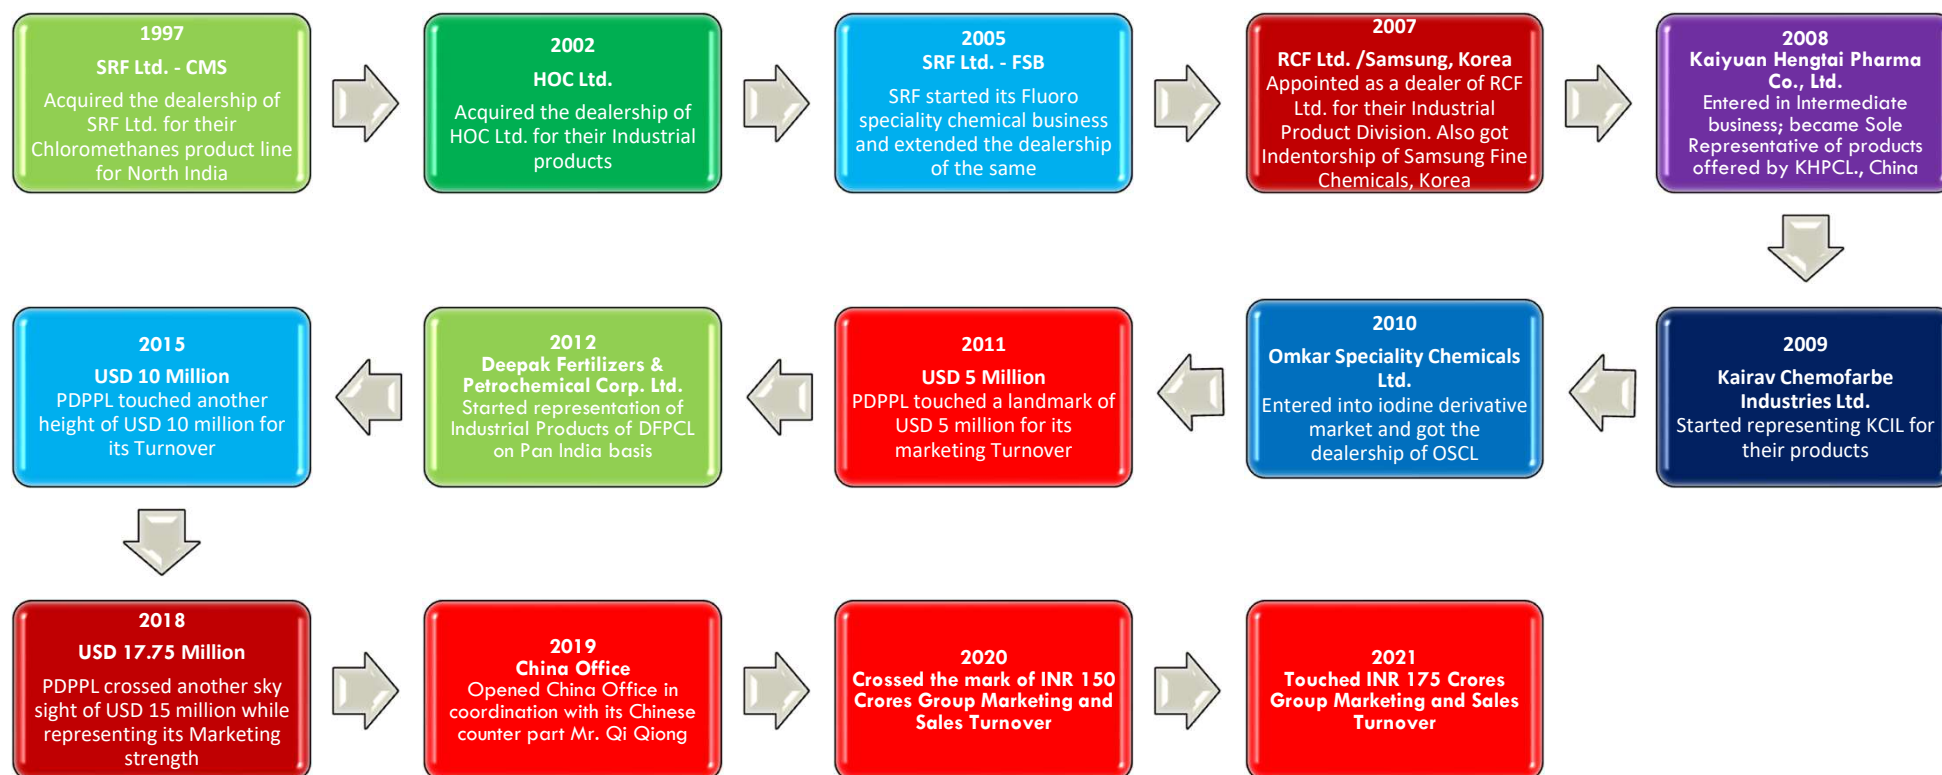 1997
SRF Ltd. - CMS
Acquired the dealership of
SRF Ltd. for their
Chloromethanes product line
for North India
2002
HOC Ltd.
Acquired the dealership of
HOC Ltd. for their Industrial
products
2005
SRF Ltd. - FSB
SRF started its Fluoro
speciality chemical business
and extended the dealership
of the same
2007
RCF Ltd. /Samsung, Korea
Appointed as a dealer of RCF
Ltd. for their Industrial
Product Division. Also got
Indentorship of Samsung Fine
Chemicals, Korea
2008
Kaiyuan Hengtai Pharma
Co., Ltd.
Entered in Intermediate
business; became Sole
Representative of products
offered by KHPCL., China
2009
Kairav Chemofarbe
Industries Ltd.
Started representing KCIL for
their products
2010
Omkar Speciality Chemicals
Ltd.
Entered into iodine derivative
market and got the
dealership of OSCL
2011
USD 5 Million
PDPPL touched a landmark of
USD 5 million for its
marketing Turnover
2012
Deepak Fertilizers &
Petrochemical Corp. Ltd.
Started representation of
Industrial Products of DFPCL
on Pan India basis
2015
USD 10 Million
PDPPL touched another
height of USD 10 million for
its Turnover
2018
USD 17.75 Million
PDPPL crossed another sky
sight of USD 15 million while
representing its Marketing
strength
2019
China Office
Opened China Office in
coordination with its Chinese
counter part Mr. Qi Qiong
2020
Crossed the mark of INR 150
Crores Group Marketing and
Sales Turnover
2021
Touched INR 175 Crores
Group Marketing and Sales
Turnover